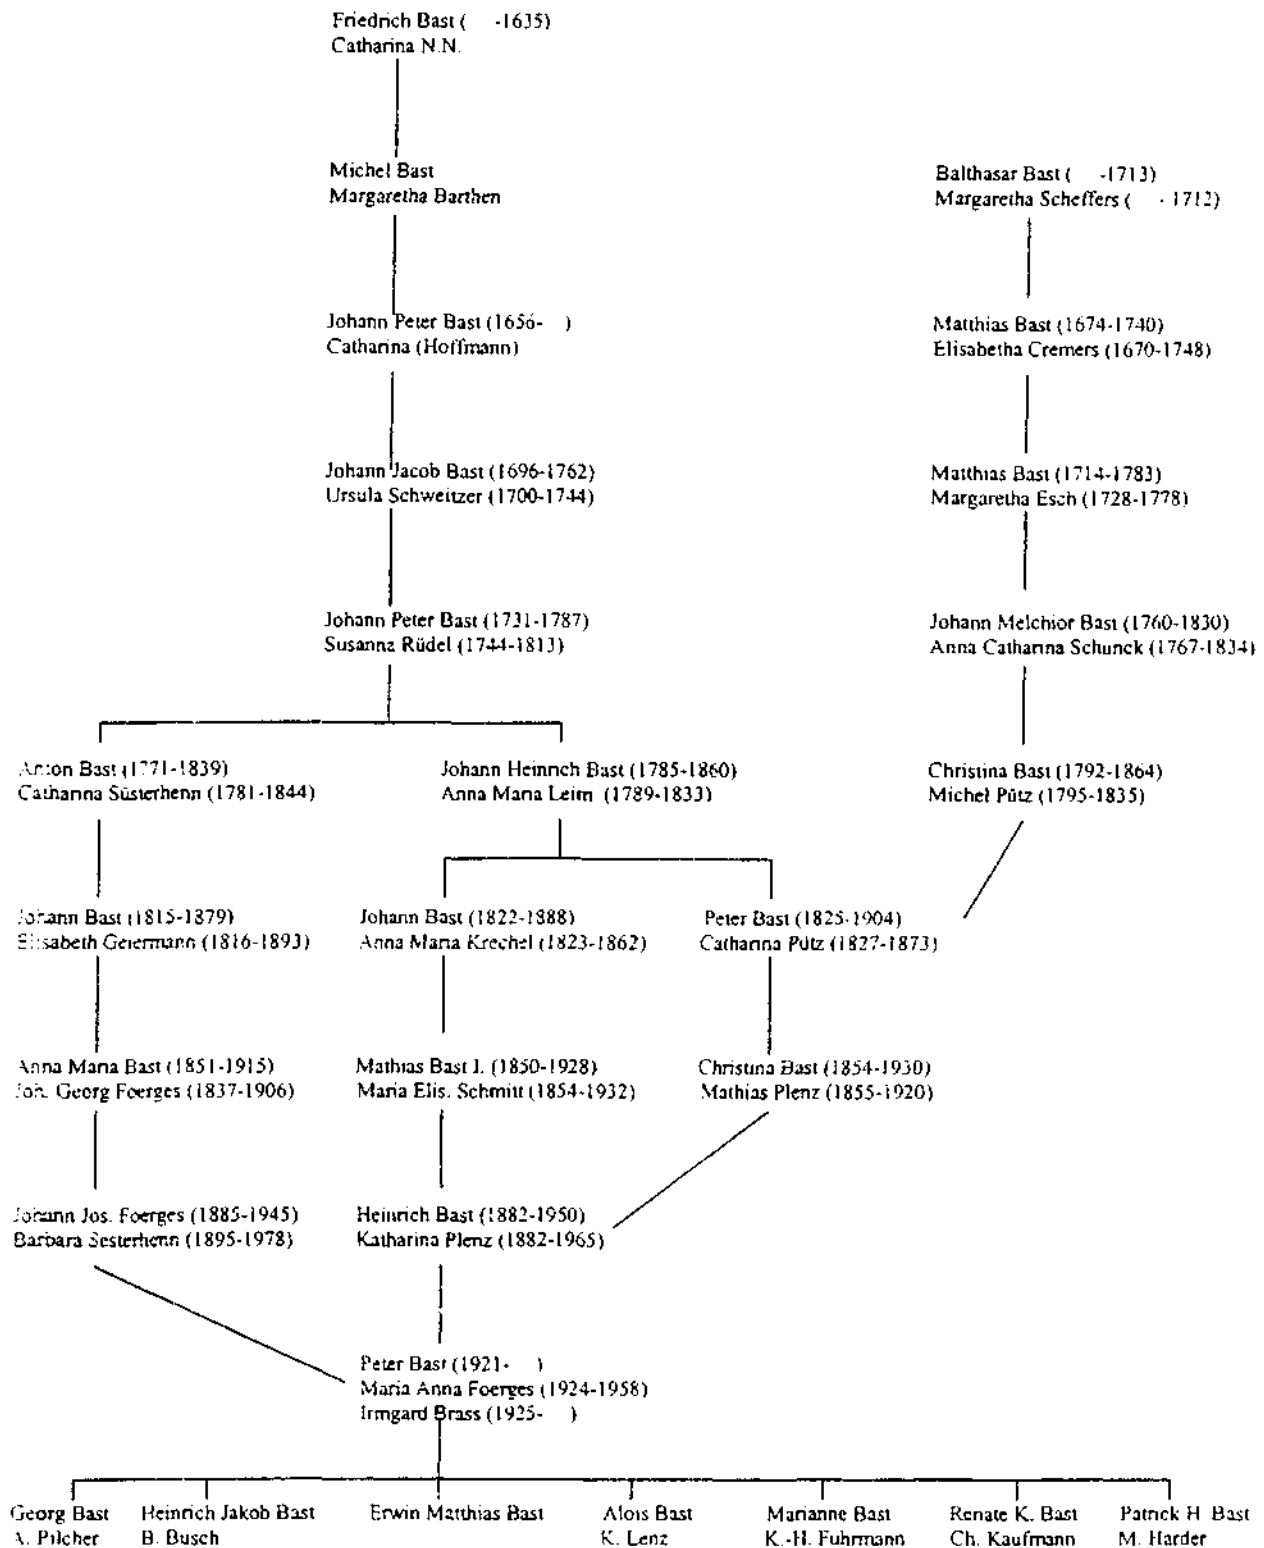 Friedrich Bast (     -1635)
Catharina N.N.
Michel Bast
Margaretha Barthen
Balthasar Bast (     -1713)
Margaretha Scheffers (     - 1712)
Johann Peter Bast (1656-    )
Catharina (Hoffmann)
Matthias Bast (1674-1740)
Elisabetha Cremers (1670-1748)
Johann Jacob Bast (1696-1762)
Ursula Schweitzer (1700-1744)
Matthias Bast (1714-1783)
Margaretha Esch (1728-1778)
Johann Peter Bast (1731-1787)
Susanna Rüdel (1744-1813)
Johann Melchior Bast (1760-1830)
Anna Catharina Schunck (1767-1834)
Anton Bast (1771-1839)
Catharina Süsterhenn (1781-1844)
Johann Heinrich Bast (1785-1860)
Anna Maria Leim (1789-1833)
Christina Bast (1792-1864)
Michel Pütz (1795-1835)
Johann Bast (1815-1879)
Elisabeth Geiermann (1816-1893)
Johann Bast (1822-1888)
Anna Maria Krechel (1823-1862)
Peter Bast (1825-1904)
Catharina Pütz (1827-1873)
Anna Maria Bast (1851-1915)
Joh. Georg Foerges (1837-1906)
Mathias Bast I. (1850-1928)
Maria Elis. Schmitt (1854-1932)
Christina Bast (1854-1930)
Mathias Plenz (1855-1920)
Johann Jos. Foerges (1885-1945)
Barbara Sesterhenn (1895-1978)
Heinrich Bast (1882-1950)
Katharina Plenz (1882-1965)
Peter Bast (1921-    )
Maria Anna Foerges (1924-1958)
Irmgard Brass (1925-    )
Georg Bast
A. Pilcher
Heinrich Jakob Bast
B. Busch
Erwin Matthias Bast
Alois Bast
K. Lenz
Marianne Bast
K.-H. Fuhrmann
Renate K. Bast
Ch. Kaufmann
Patrick H. Bast
M. Harder